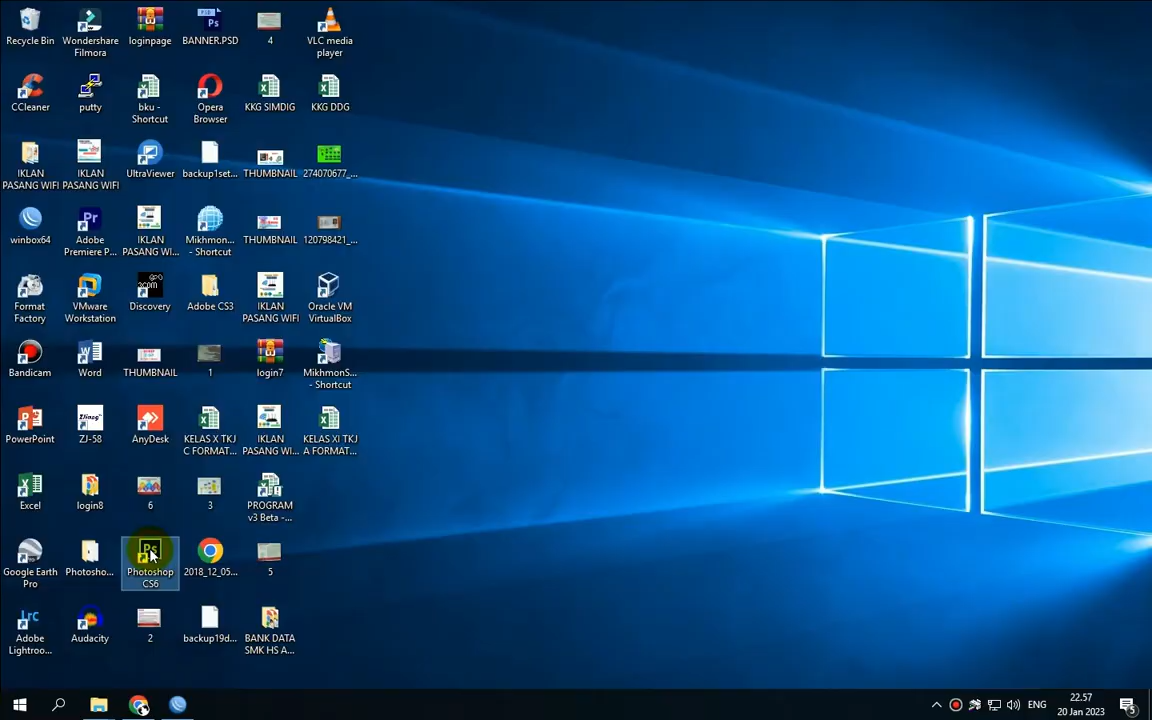 Recycle Bin
Wondershare
Filmora
loginpage
BANNER.PSD
4
VLC media
player
CCleaner
putty
bku -
Shortcut
Opera
Browser
KKG SIMDIG
KKG DDG
IKLAN
PASANG WIFI
IKLAN
PASANG WIFI
UltraViewer
backup1set...
THUMBNAIL
274070677_...
winbox64
Adobe
Premiere P...
IKLAN
PASANG WI...
Mikhmon...
- Shortcut
THUMBNAIL
120798421_...
Format
Factory
VMware
Workstation
Discovery
Adobe CS3
IKLAN
PASANG WIFI
Oracle VM
VirtualBox
Bandicam
Word
THUMBNAIL
1
login7
MikhmonS...
- Shortcut
PowerPoint
ZJ-58
AnyDesk
KELAS X TKJ
C FORMAT...
IKLAN
PASANG WI...
KELAS XI TKJ
A FORMAT...
Excel
login8
6
3
PROGRAM
v3 Beta -...
Google Earth
Pro
Photosho...
Photoshop
CS6
2018_12_05...
5
Adobe
Lightroo...
Audacity
2
backup19d...
BANK DATA
SMK HS A...
ENG
22.57
20 Jan 2023
5